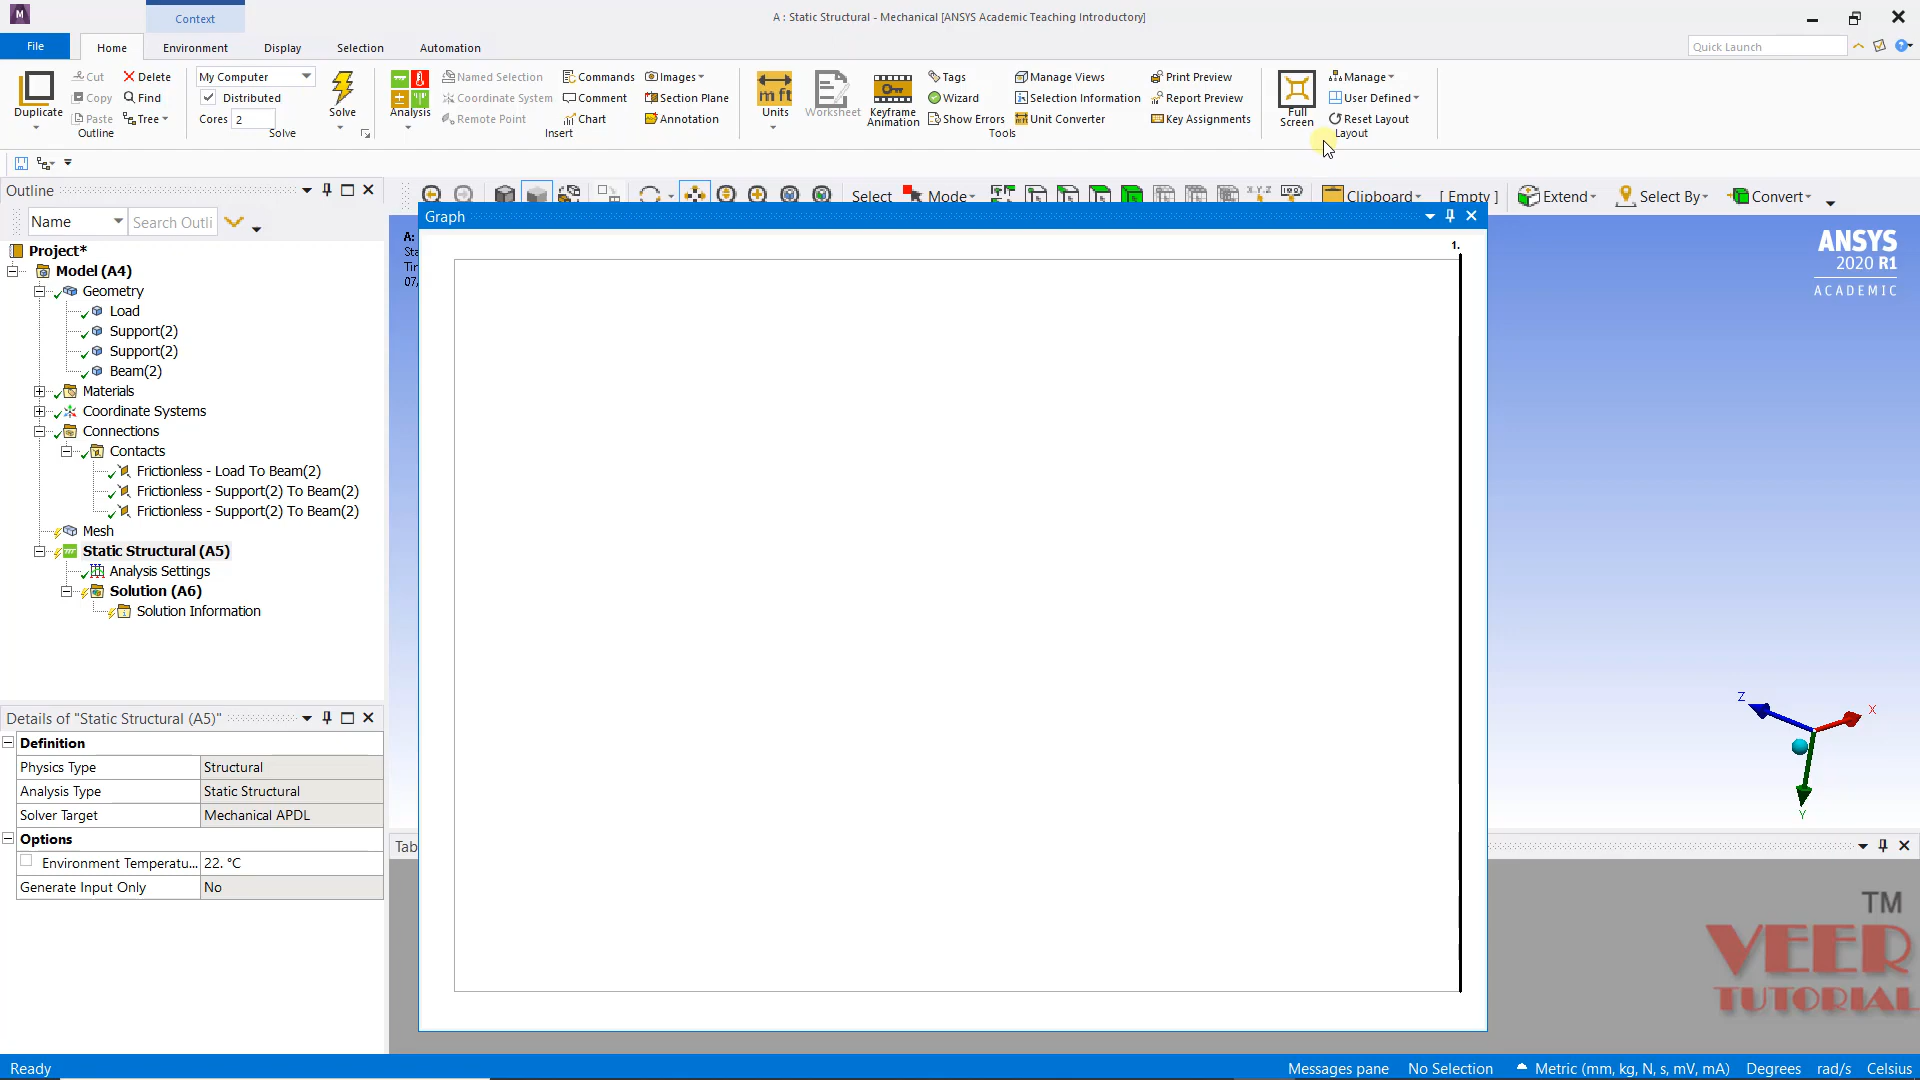 M
Context
A : Static Structural - Mechanical [ANSYS Academic Teaching Introductory]
File
Home
Environment
Display
Selection
Automation
Quick Launch
Duplicate
Cut
Copy
Paste
Delete
Find
Tree
Outline
My Computer
Distributed
Cores 2
Solve
Solve
Analysis
Named Selection
Coordinate System
Remote Point
Commands
Comment
Chart
Images
Section Plane
Annotation
Insert
m ft
Units
Worksheet
Keyframe
Animation
Tags
Wizard
Show Errors
Manage Views
Selection Information
Unit Converter
Print Preview
Report Preview
Key Assignments
Tools
Full
Screen
Manage
User Defined
Reset Layout
Layout
Outline
Name
Search Outli
Select
Mode
Clipboard
[ Empty ]
Extend
Select By
Convert
Graph
1.
A:
Sta
Tin
07,
ANSYS
2020 R1
ACADEMIC
Project*
Model (A4)
Geometry
Load
Support(2)
Support(2)
Beam(2)
Materials
Coordinate Systems
Connections
Contacts
Frictionless - Load To Beam(2)
Frictionless - Support(2) To Beam(2)
Frictionless - Support(2) To Beam(2)
Mesh
Static Structural (A5)
Analysis Settings
Solution (A6)
Solution Information
Z
X
Y
Details of "Static Structural (A5)"
Definition
Physics Type Structural
Analysis Type Static Structural
Solver Target Mechanical APDL
Options
Environment Temperatu... 22. °C
Generate Input Only No
Tab
TM
VEER
TUTORIAL
Ready
Messages pane
No Selection
Metric (mm, kg, N, s, mV, mA)
Degrees
rad/s
Celsius